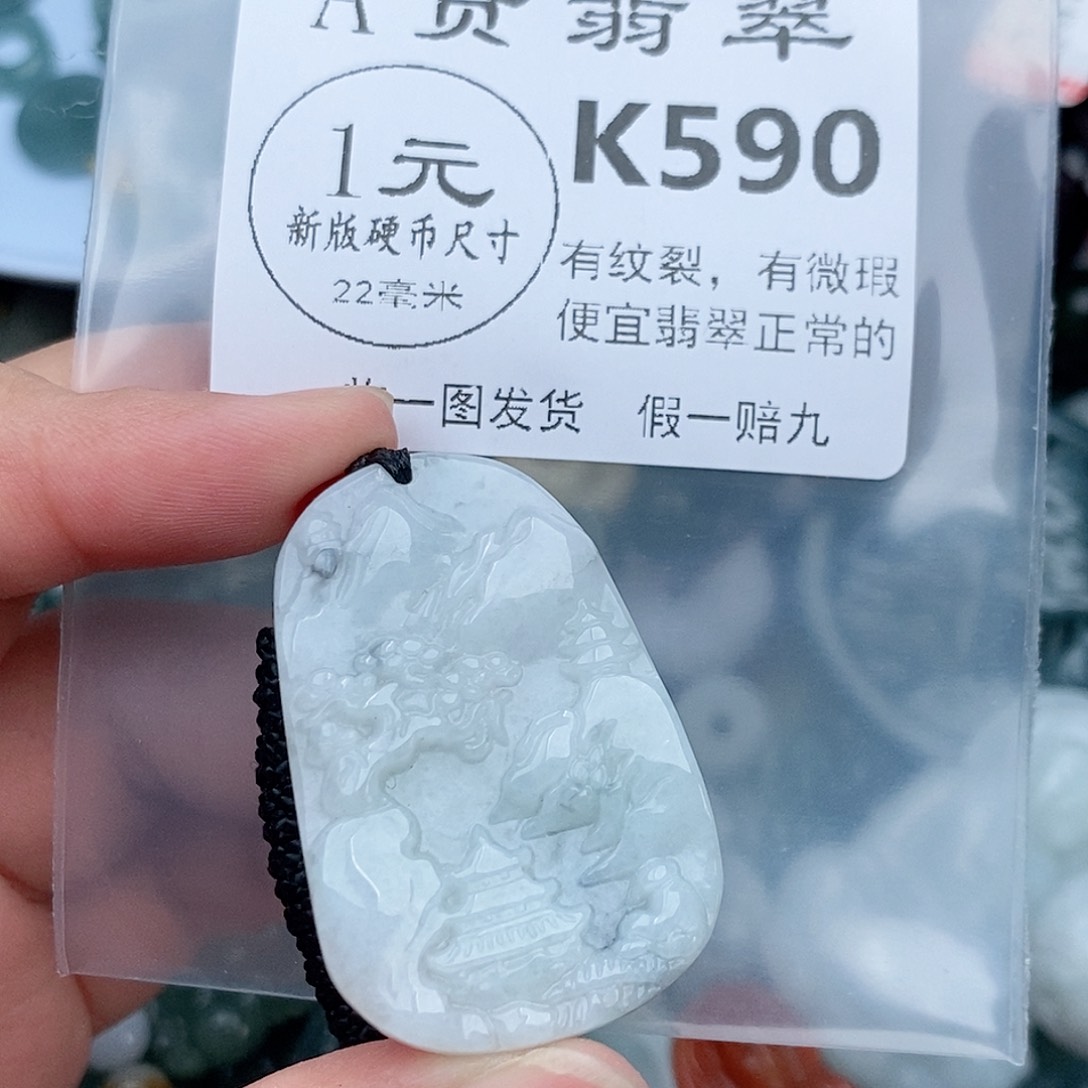 A货翡翠
1元
新版硬币尺寸
22毫米
K590
有纹裂，有微瑕
便宜翡翠正常的
一图发货 假一赔九